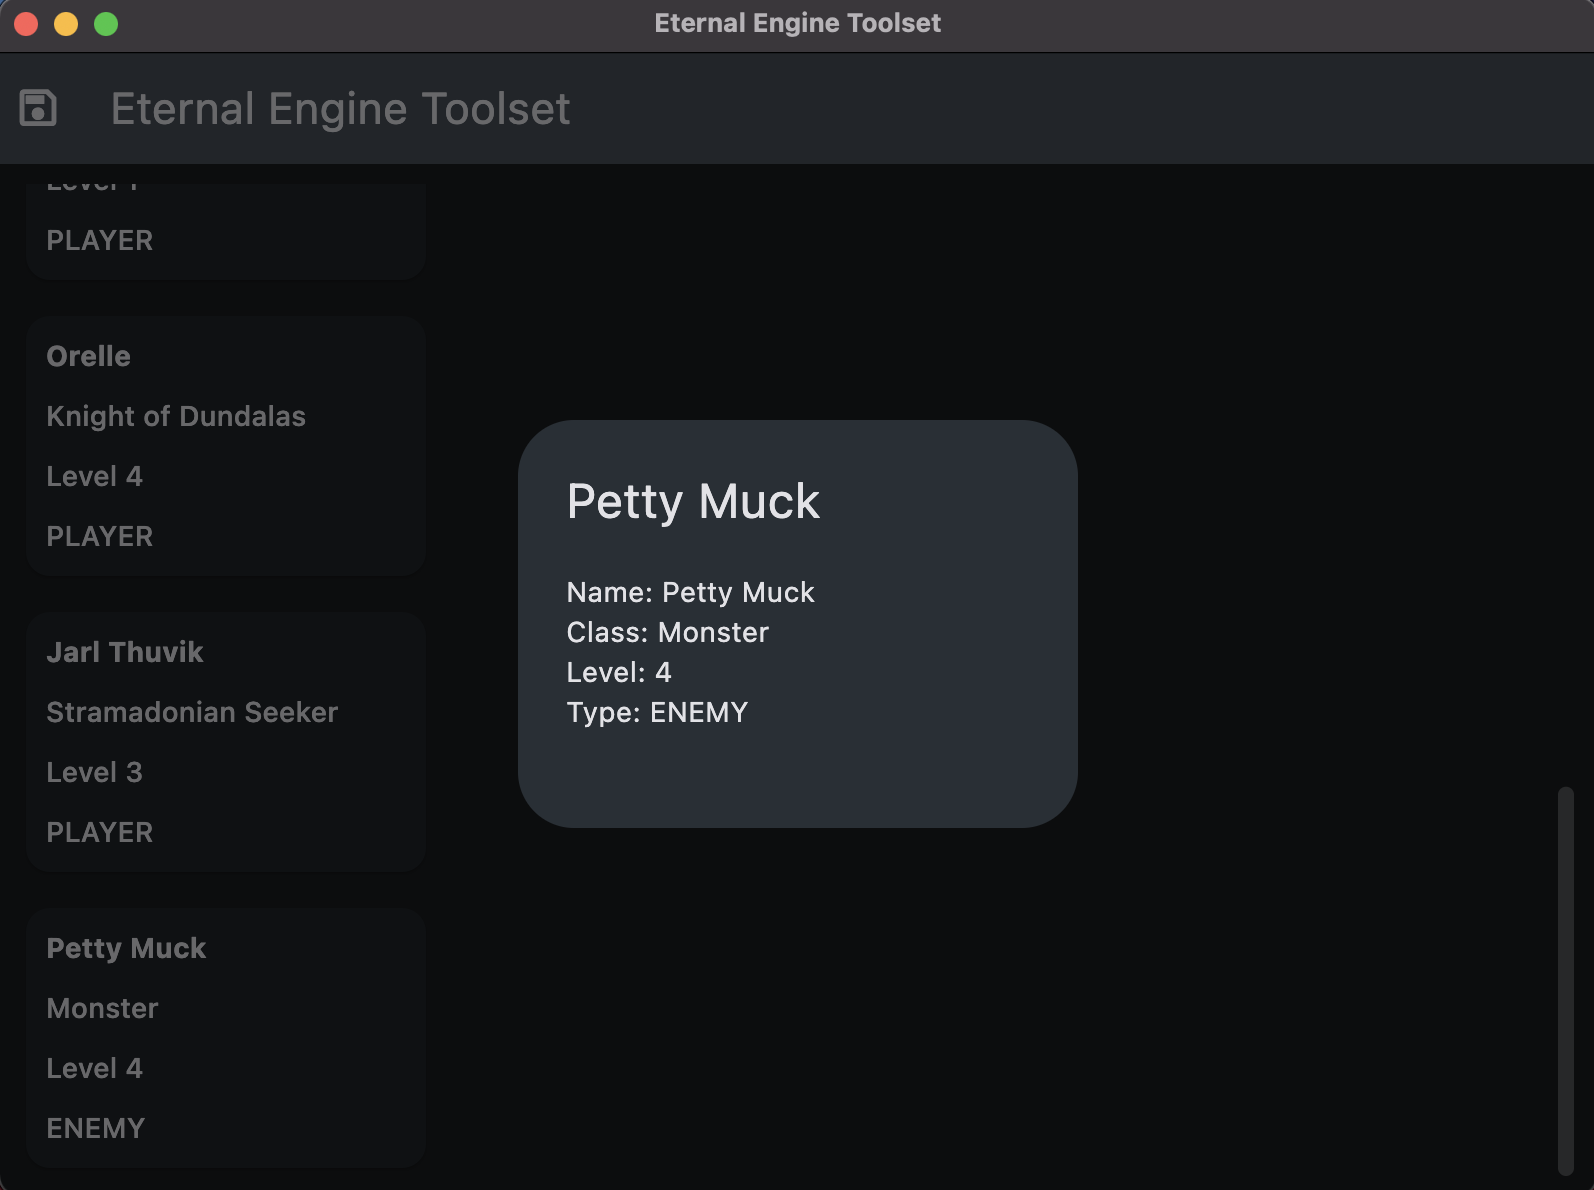 Eternal Engine Toolset
Eternal Engine Toolset
PLAYER
Orelle
Knight of Dundalas
Level 4
PLAYER
Jarl Thuvik
Stramadonian Seeker
Level 3
PLAYER
Petty Muck
Monster
Level 4
ENEMY
Petty Muck
Name: Petty Muck
Class: Monster
Level: 4
Type: ENEMY